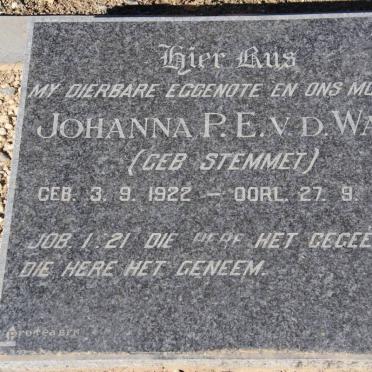 Hier Rus
MY DIERBARE EGGENOTE EN ONS MO
JOHANNA P. E. V. D. WA
(GEB STEMMET)
GEB. 3. 9. 1922 — OORL. 27. 9.
JOB. 1. 21 DIE HERE HET GEGEE
DIE HERE HET GENEEM.